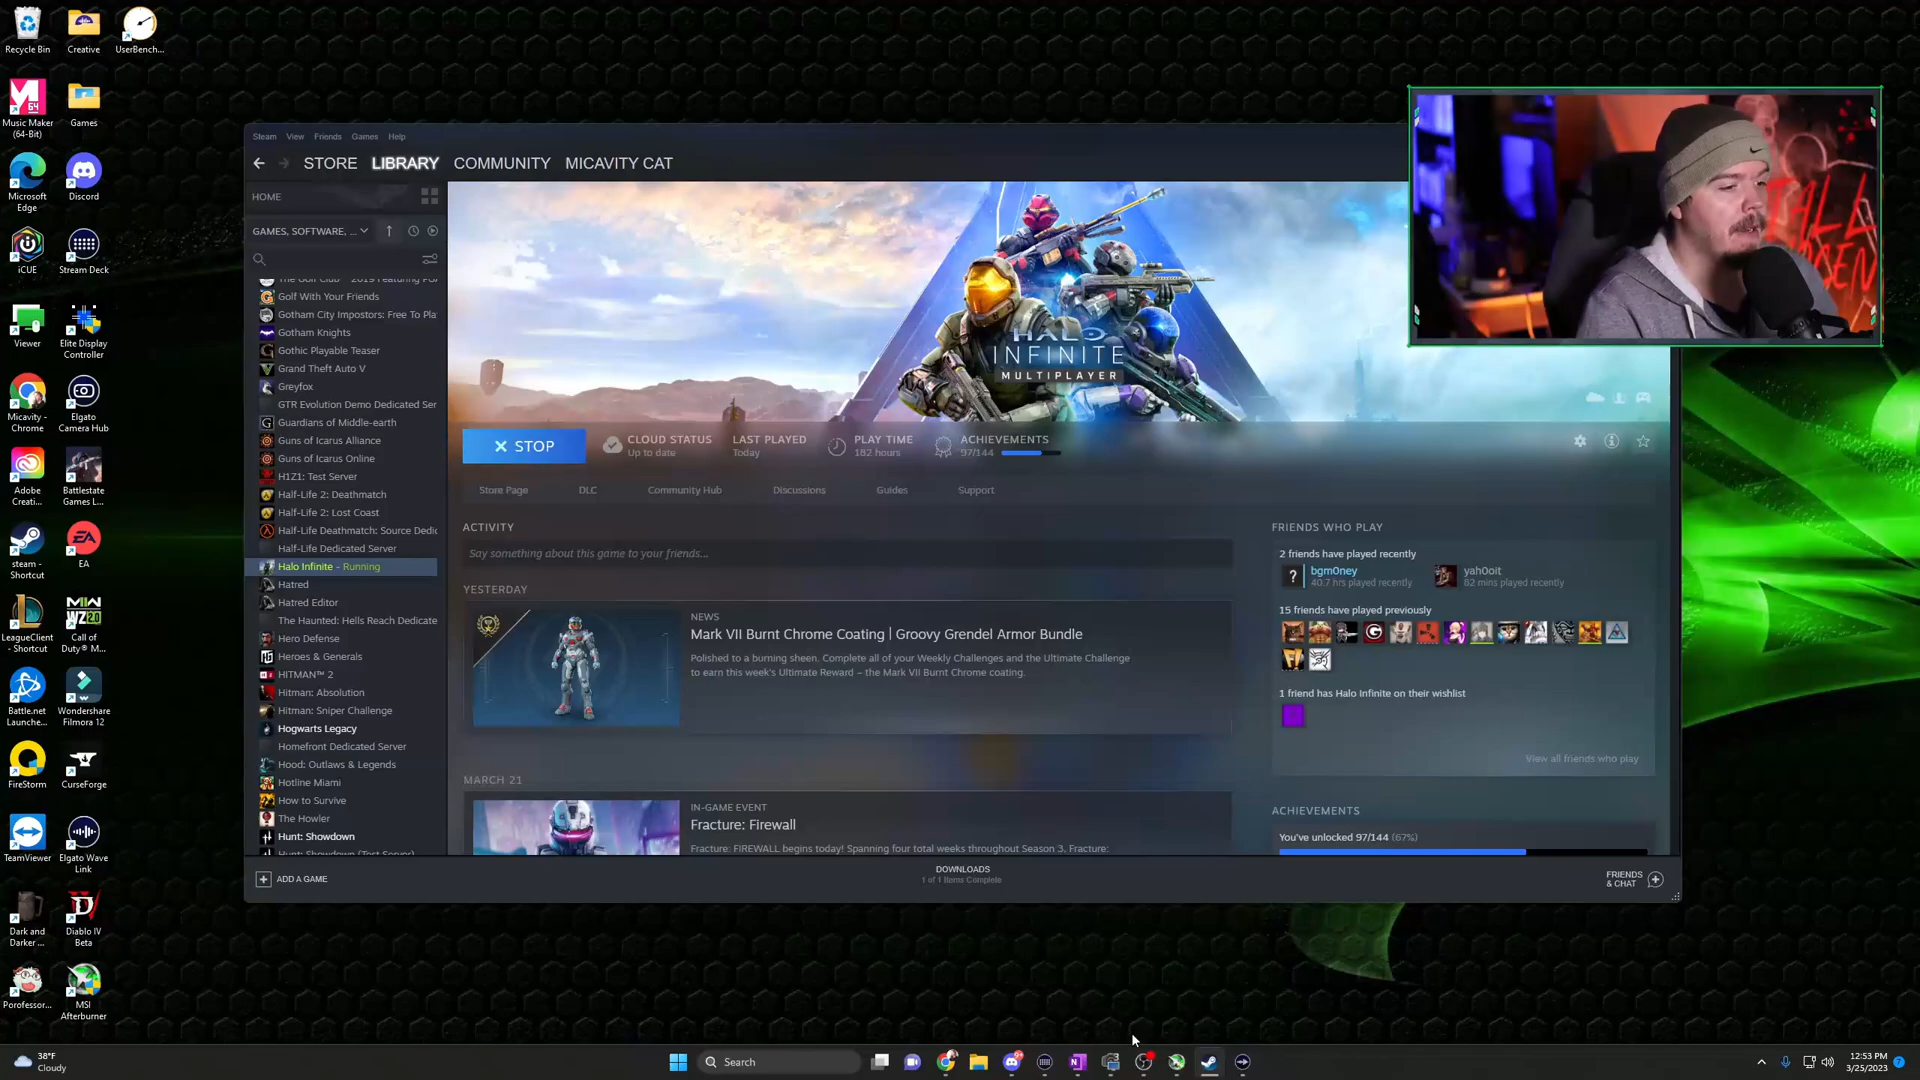 Recycle Bin
Creative
UserBench...
Music Maker (64-Bit)
Games
Microsoft Edge
Discord
iCUE
Stream Deck
Viewer
Elite Display Controller
Micavity - Chrome
Elgato Camera Hub
Adobe Creati...
Battlestate Games L...
steam - Shortcut
EA
LeagueClient - Shortcut
Call of Duty® M...
Battle.net Launche...
Wondershare Filmora 12
FireStorm
CurseForge
TeamViewer
Elgato Wave Link
Dark and Darker ...
Diablo IV Beta
Porofessor...
MSI Afterburner
Steam View Friends Games Help
STORE LIBRARY COMMUNITY MICAVITY CAT
HOME
GAMES, SOFTWARE, ...
Golf With Your Friends
Gotham City Impostors: Free To Pla
Gotham Knights
Gothic Playable Teaser
Grand Theft Auto V
Greyfox
GTR Evolution Demo Dedicated Ser
Guardians of Middle-earth
Guns of Icarus Alliance
Guns of Icarus Online
H1Z1: Test Server
Half-Life 2: Deathmatch
Half-Life 2: Lost Coast
Half-Life Deathmatch: Source Dedic
Half-Life Dedicated Server
Halo Infinite - Running
Hatred
Hatred Editor
The Haunted: Hells Reach Dedicate
Hero Defense
Heroes & Generals
HITMAN™ 2
Hitman: Absolution
Hitman: Sniper Challenge
Hogwarts Legacy
Homefront Dedicated Server
Hood: Outlaws & Legends
Hotline Miami
How to Survive
The Howler
Hunt: Showdown
Hunt: Showdown (Test Server)
ADD A GAME
HALO
INFINITE
MULTIPLAYER
STOP
CLOUD STATUS
Up to date
LAST PLAYED
Today
PLAY TIME
182 hours
ACHIEVEMENTS
97/144
Store Page DLC Community Hub Discussions Guides Support
ACTIVITY
Say something about this game to your friends...
YESTERDAY
NEWS
Mark VII Burnt Chrome Coating | Groovy Grendel Armor Bundle
Polished to a burning sheen. Complete all of your Weekly Challenges and the Ultimate Challenge
to earn this week's Ultimate Reward – the Mark VII Burnt Chrome coating.
MARCH 21
IN-GAME EVENT
Fracture: Firewall
Fracture: FIREWALL begins today! Spanning four total weeks throughout Season 3. Fracture:
FRIENDS WHO PLAY
2 friends have played recently
bgm0ney
40.7 hrs played recently
yah0oit
82 mins played recently
15 friends have played previously
1 friend has Halo Infinite on their wishlist
View all friends who play
ACHIEVEMENTS
You've unlocked 97/144 (67%)
DOWNLOADS
1 of 1 Items Complete
FRIENDS
& CHAT
38°F
Cloudy
Search
12:53 PM
3/25/2023